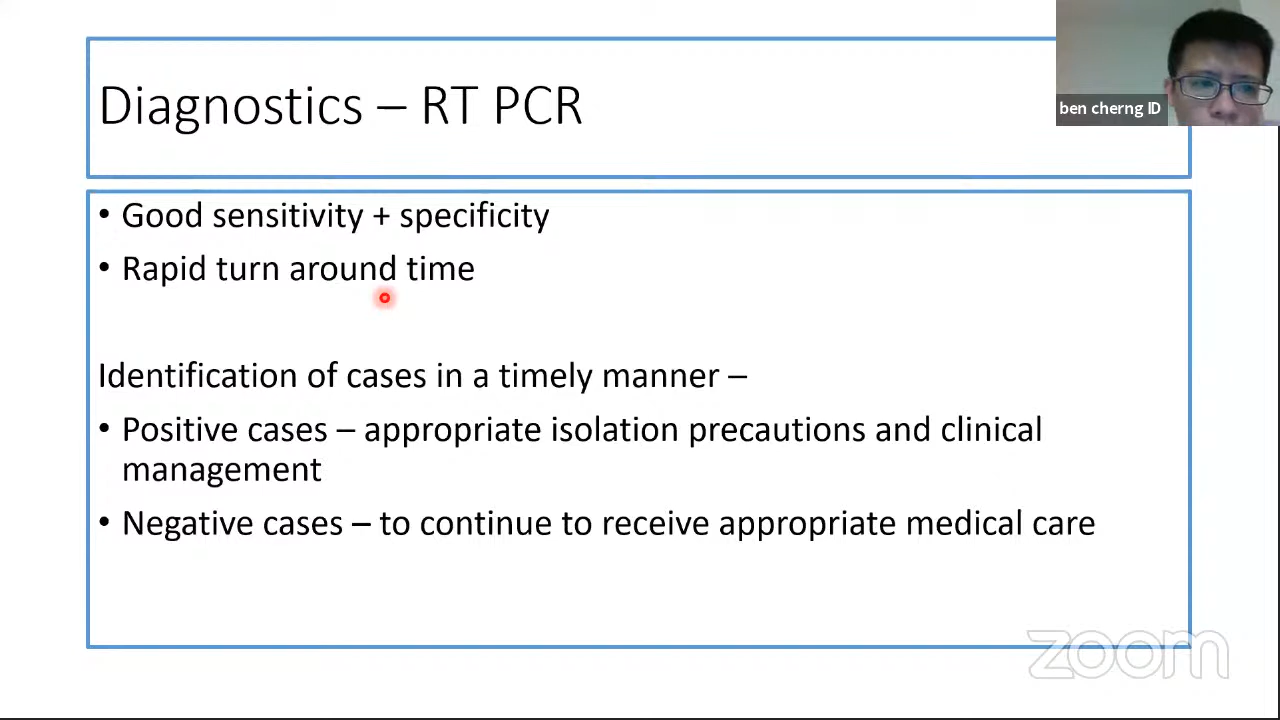 Diagnostics – RT PCR
ben cherng ID
• Good sensitivity + specificity
• Rapid turn around time
Identification of cases in a timely manner –
• Positive cases – appropriate isolation precautions and clinical
management
• Negative cases – to continue to receive appropriate medical care
zoom